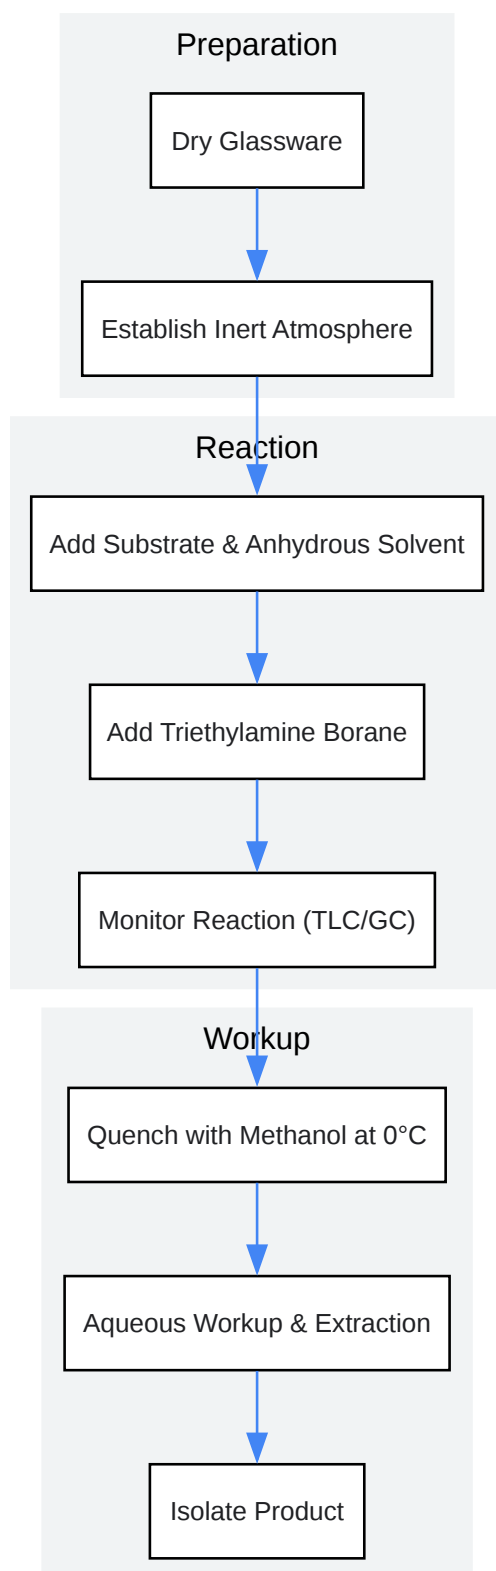 Preparation
Dry Glassware
Establish Inert Atmosphere
Reaction
Add Substrate & Anhydrous Solvent
Add Triethylamine Borane
Monitor Reaction (TLC/GC)
Workup
Quench with Methanol at 0°C
Aqueous Workup & Extraction
Isolate Product